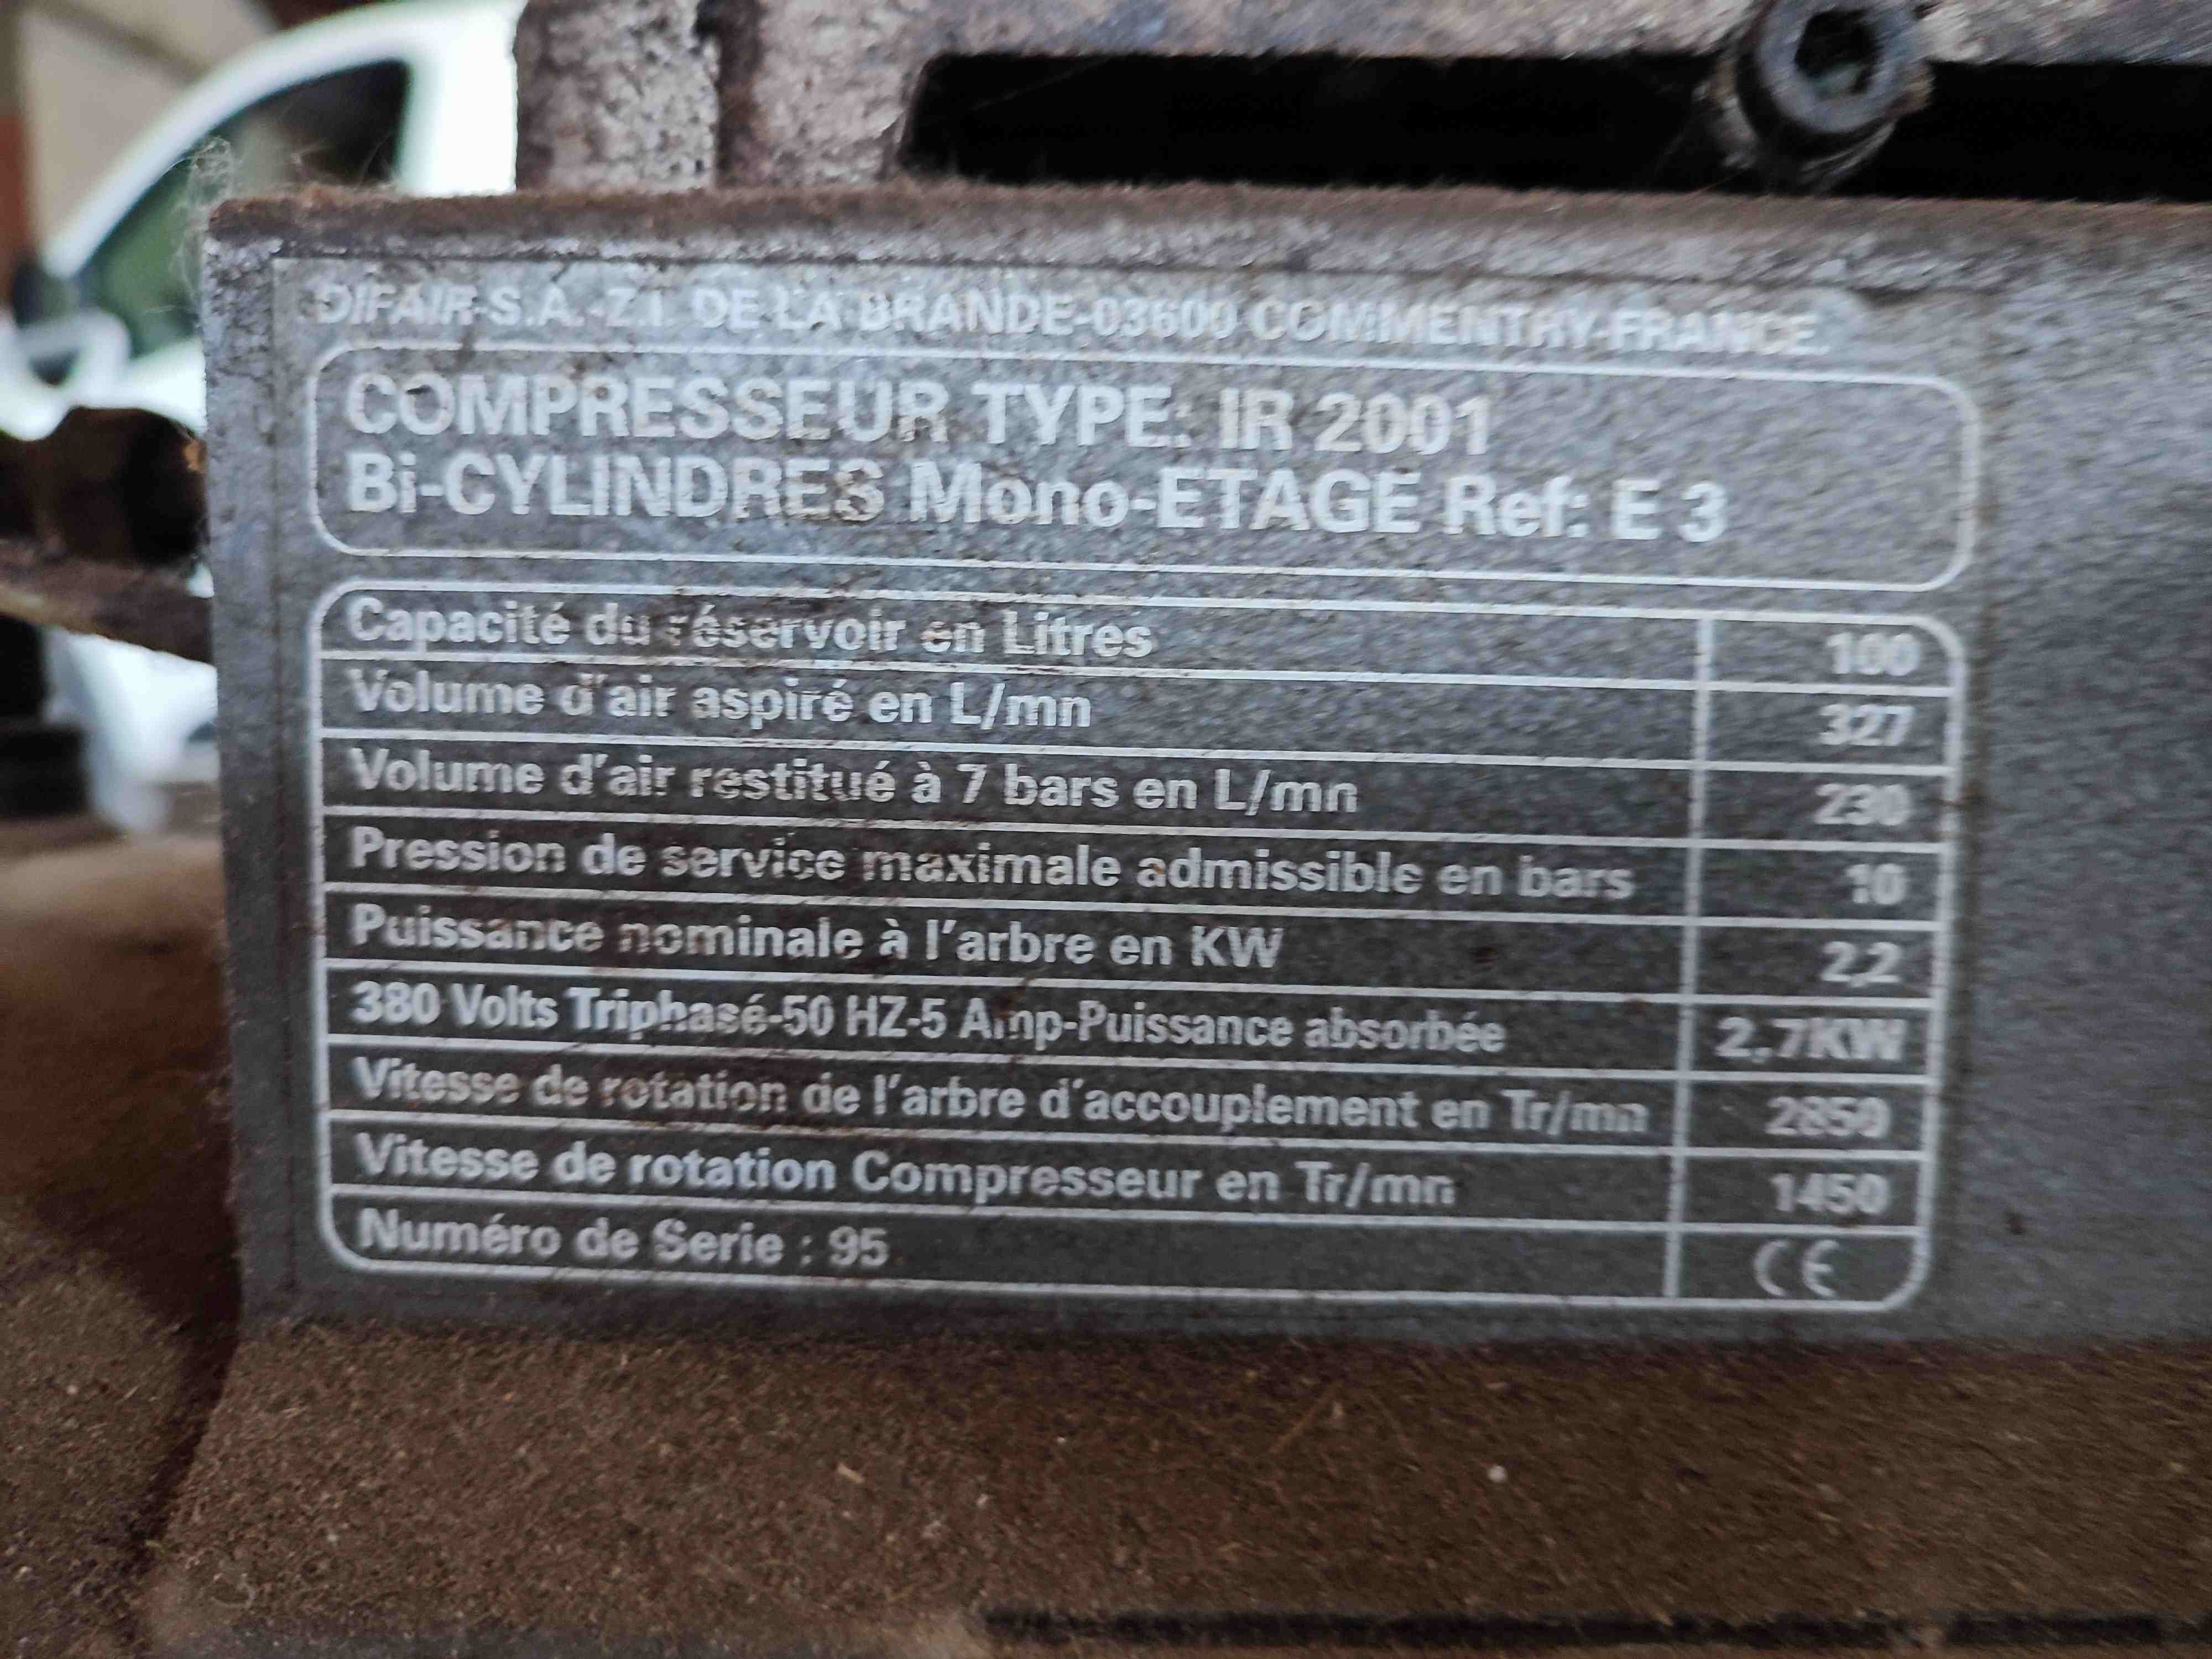 DIFAIR-S.A.-Z.I. DE LA BRANDE-03600 COMMENTRY-FRANCE.
COMPRESSEUR TYPE: IR 2001
Bi-CYLINDRES Mono-ETAGE Ref: E 3
Capacité du réservoir en Litres 100
Volume d'air aspiré en L/mn 327
Volume d'air restitué à 7 bars en L/mn 230
Pression de service maximale admissible en bars 10
Puissance nominale à l'arbre en KW 2,2
380 Volts Triphasé-50 HZ-5 Amp-Puissance absorbée 2.7KW
Vitesse de rotation de l'arbre d'accouplement en Tr/mn 2850
Vitesse de rotation Compresseur en Tr/mn 1450
Numéro de Serie : 95 CE